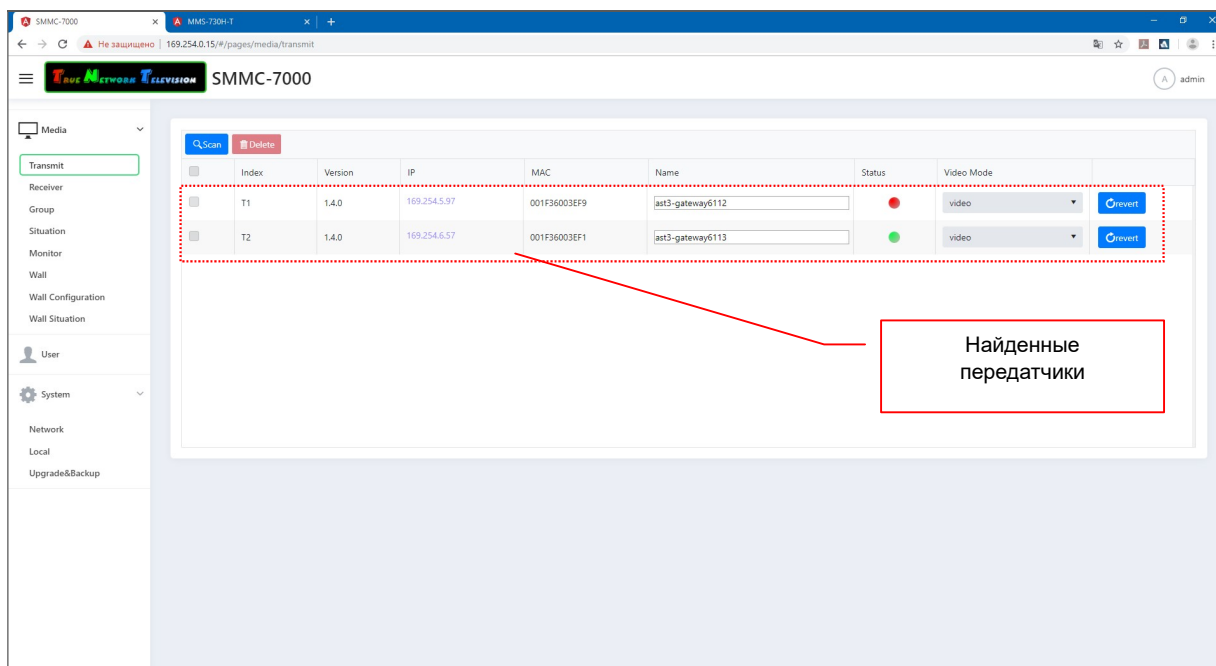 SMMC-7000
MMS-730H-T
Не защищено | 169.254.0.15/#/pages/media/transmit
TRUE NETWORK TELEVISION SMMC-7000
A admin
Media
Transmit
Receiver
Group
Situation
Monitor
Wall
Wall Configuration
Wall Situation
User
System
Network
Local
Upgrade&Backup
Scan Delete
Index Version IP MAC Name Status Video Mode
T1 1.4.0 169.254.5.97 001F36003EF9 ast3-gateway6112 video revert
T2 1.4.0 169.254.6.57 001F36003EF1 ast3-gateway6113 video revert
Найденные
передатчики